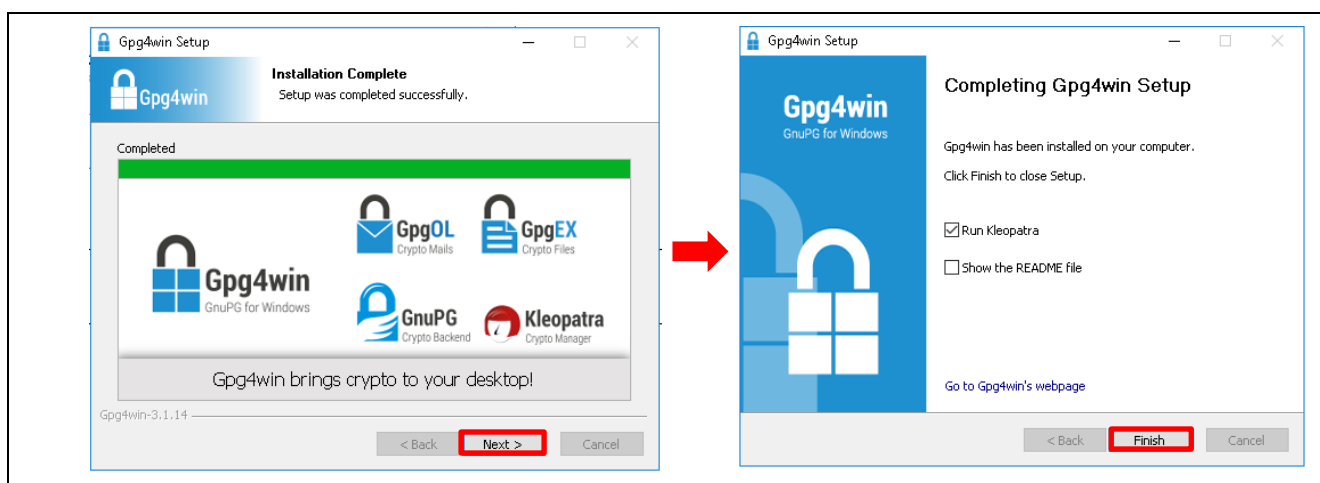 Gpg4win Setup
Gpg4win
Installation Complete
Setup was completed successfully.
Completed
Gpg4win
GnuPG for Windows
GpgOL
Crypto Mails
GpgEX
Crypto Files
GnuPG
Crypto Backend
Kleopatra
Crypto Manager
Gpg4win brings crypto to your desktop!
Gpg4win-3.1.14
< Back Next > Cancel
Gpg4win Setup
Gpg4win
GnuPG for Windows
Completing Gpg4win Setup
Gpg4win has been installed on your computer.
Click Finish to close Setup.
Run Kleopatra
Show the README file
Go to Gpg4win's webpage
< Back Finish Cancel